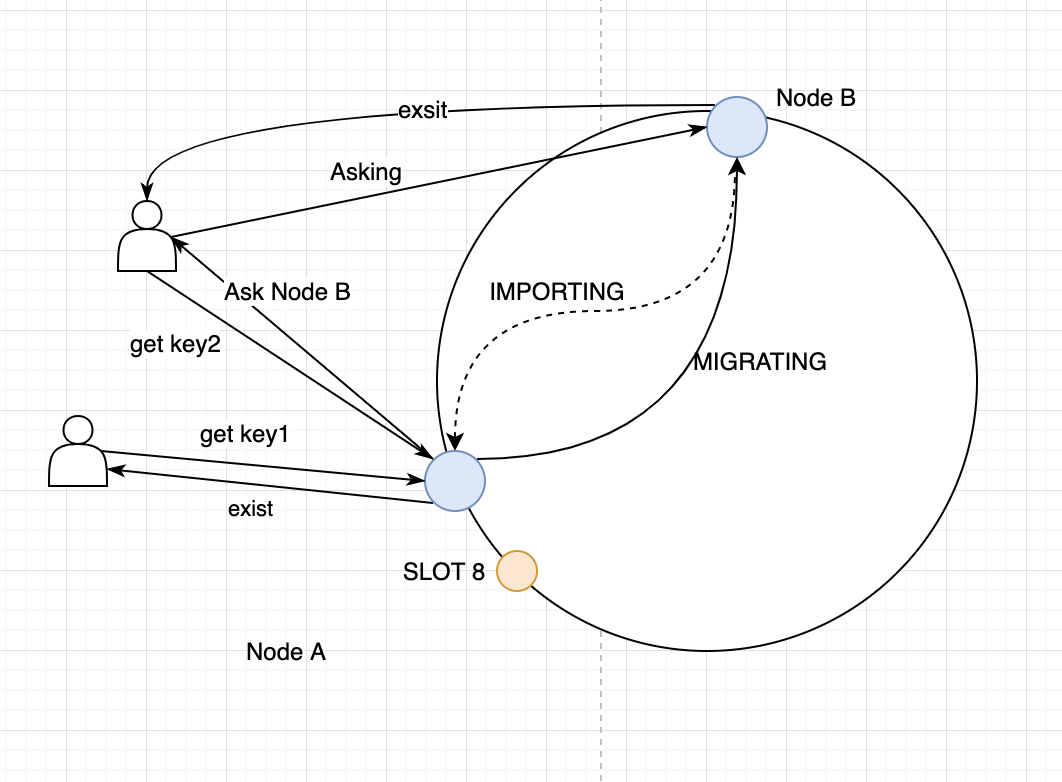 Node B
exsit
Asking
Ask Node B
IMPORTING
get key2
MIGRATING
get key1
exist
SLOT 8
Node A